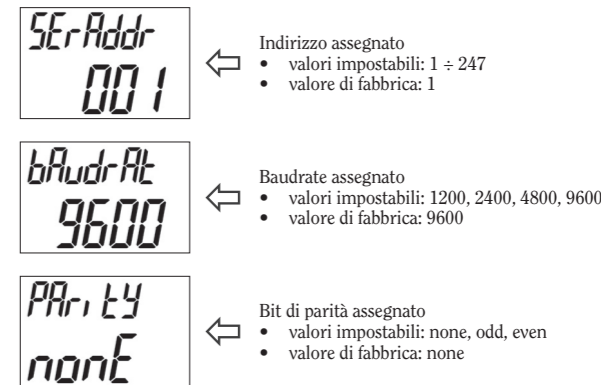 SErAddr
001
Indirizzo assegnato
• valori impostabili: 1 ÷ 247
• valore di fabbrica: 1
bAudrAt
9600
Baudrate assegnato
• valori impostabili: 1200, 2400, 4800, 9600
• valore di fabbrica: 9600
PAritY
nonE
Bit di parità assegnato
• valori impostabili: none, odd, even
• valore di fabbrica: none